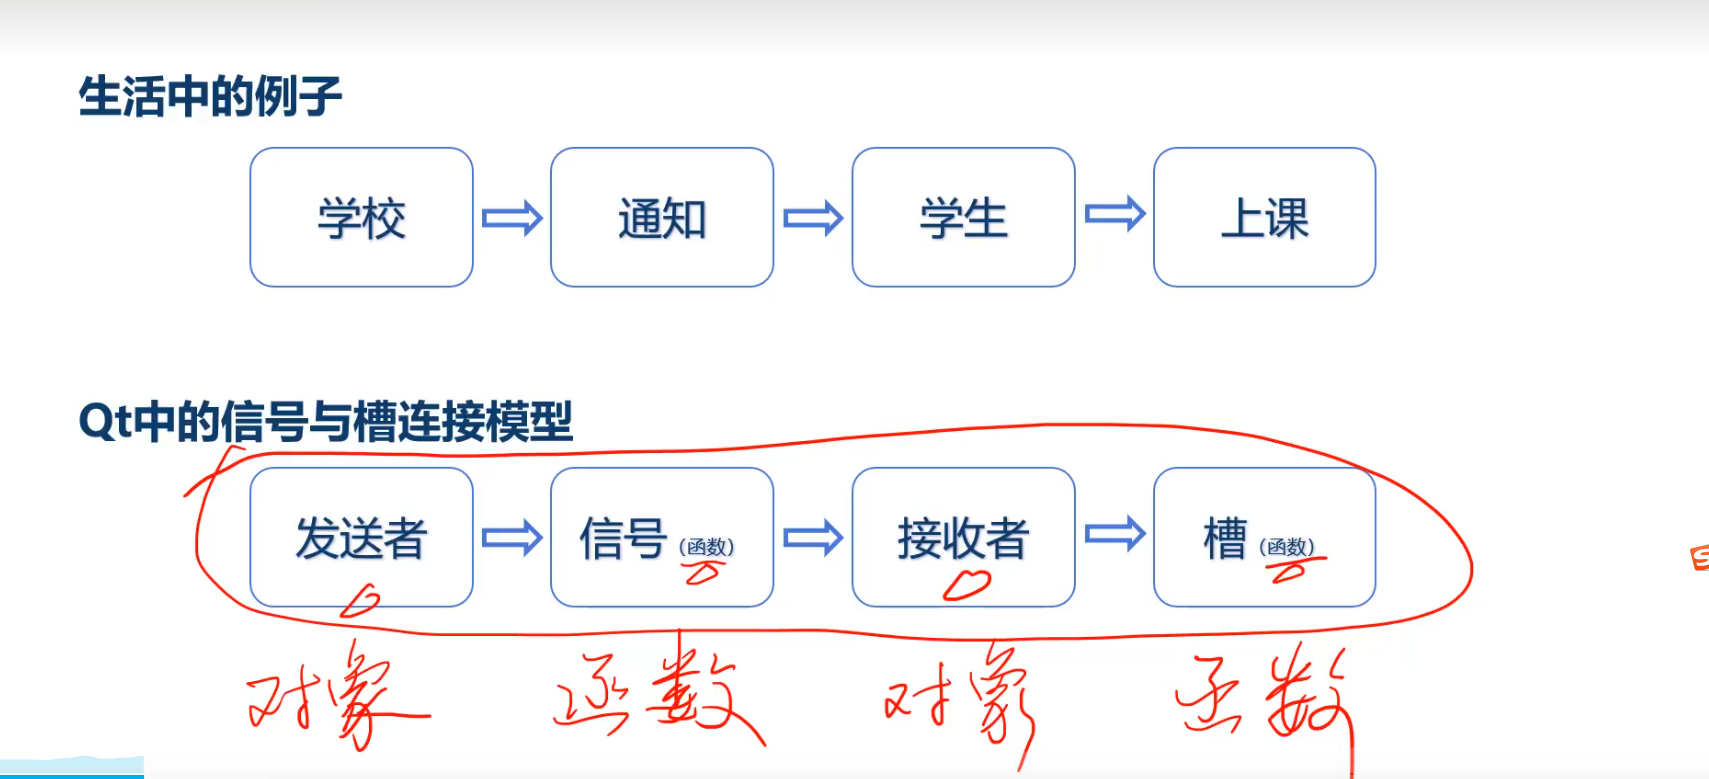 生活中的例子
学校 通知 学生 上课
Qt中的信号与槽连接模型
发送者 信号（函数） 接收者 槽（函数）
对象 函数 对象 函数